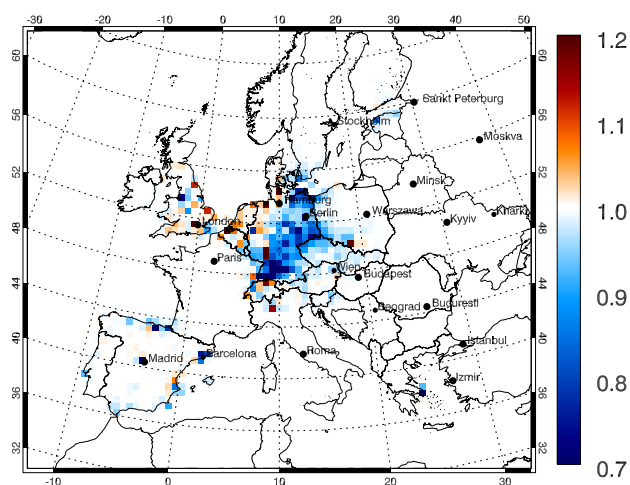 -30 -20 -10 0 10 20 30 40 50
1.2
60 60
Sankt Peterburg
56 Stockholm 56
Moskva
1.1
52 Minsk 52
Hamburg
Berlin Warszawa Kharkiv
London Kyyiv
1.0
48 48
Paris Wien
Budapest
44 44
0.9
Beograd Bucureşti
40 Istanbul 40
Madrid Barcelona Roma
0.8
Izmir
36 36
32 32
0.7
-10 0 10 20 30